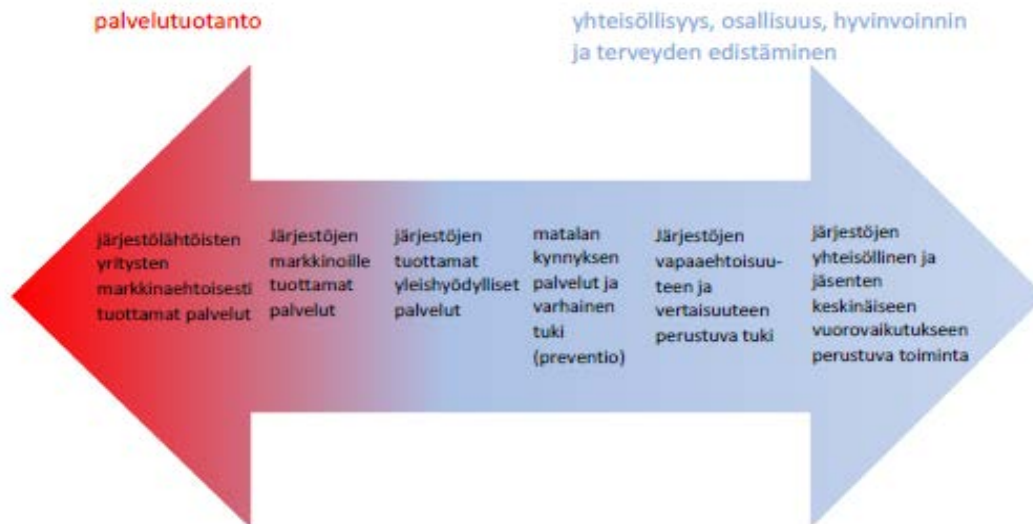 palvelutuotanto
yhteisöllisyys, osallisuus, hyvinvoinnin
ja terveyden edistäminen
järjestölähtöisten
yritysten
markkinaehtoisesti
tuottamat palvelut
Järjestöjen
markkinoille
tuottamat
palvelut
järjestöjen
tuottamat
yleishyödylliset
palvelut
matalan
kynnyksen
palvelut ja
varhainen
tuki
(preventio)
Järjestöjen
vapaaehtoisuu-
teen ja
vertaisuuteen
perustuva tuki
järjestöjen
yhteisöllinen ja
jäsenten
keskinäiseen
vuorovaikutukseen
perustuva toiminta